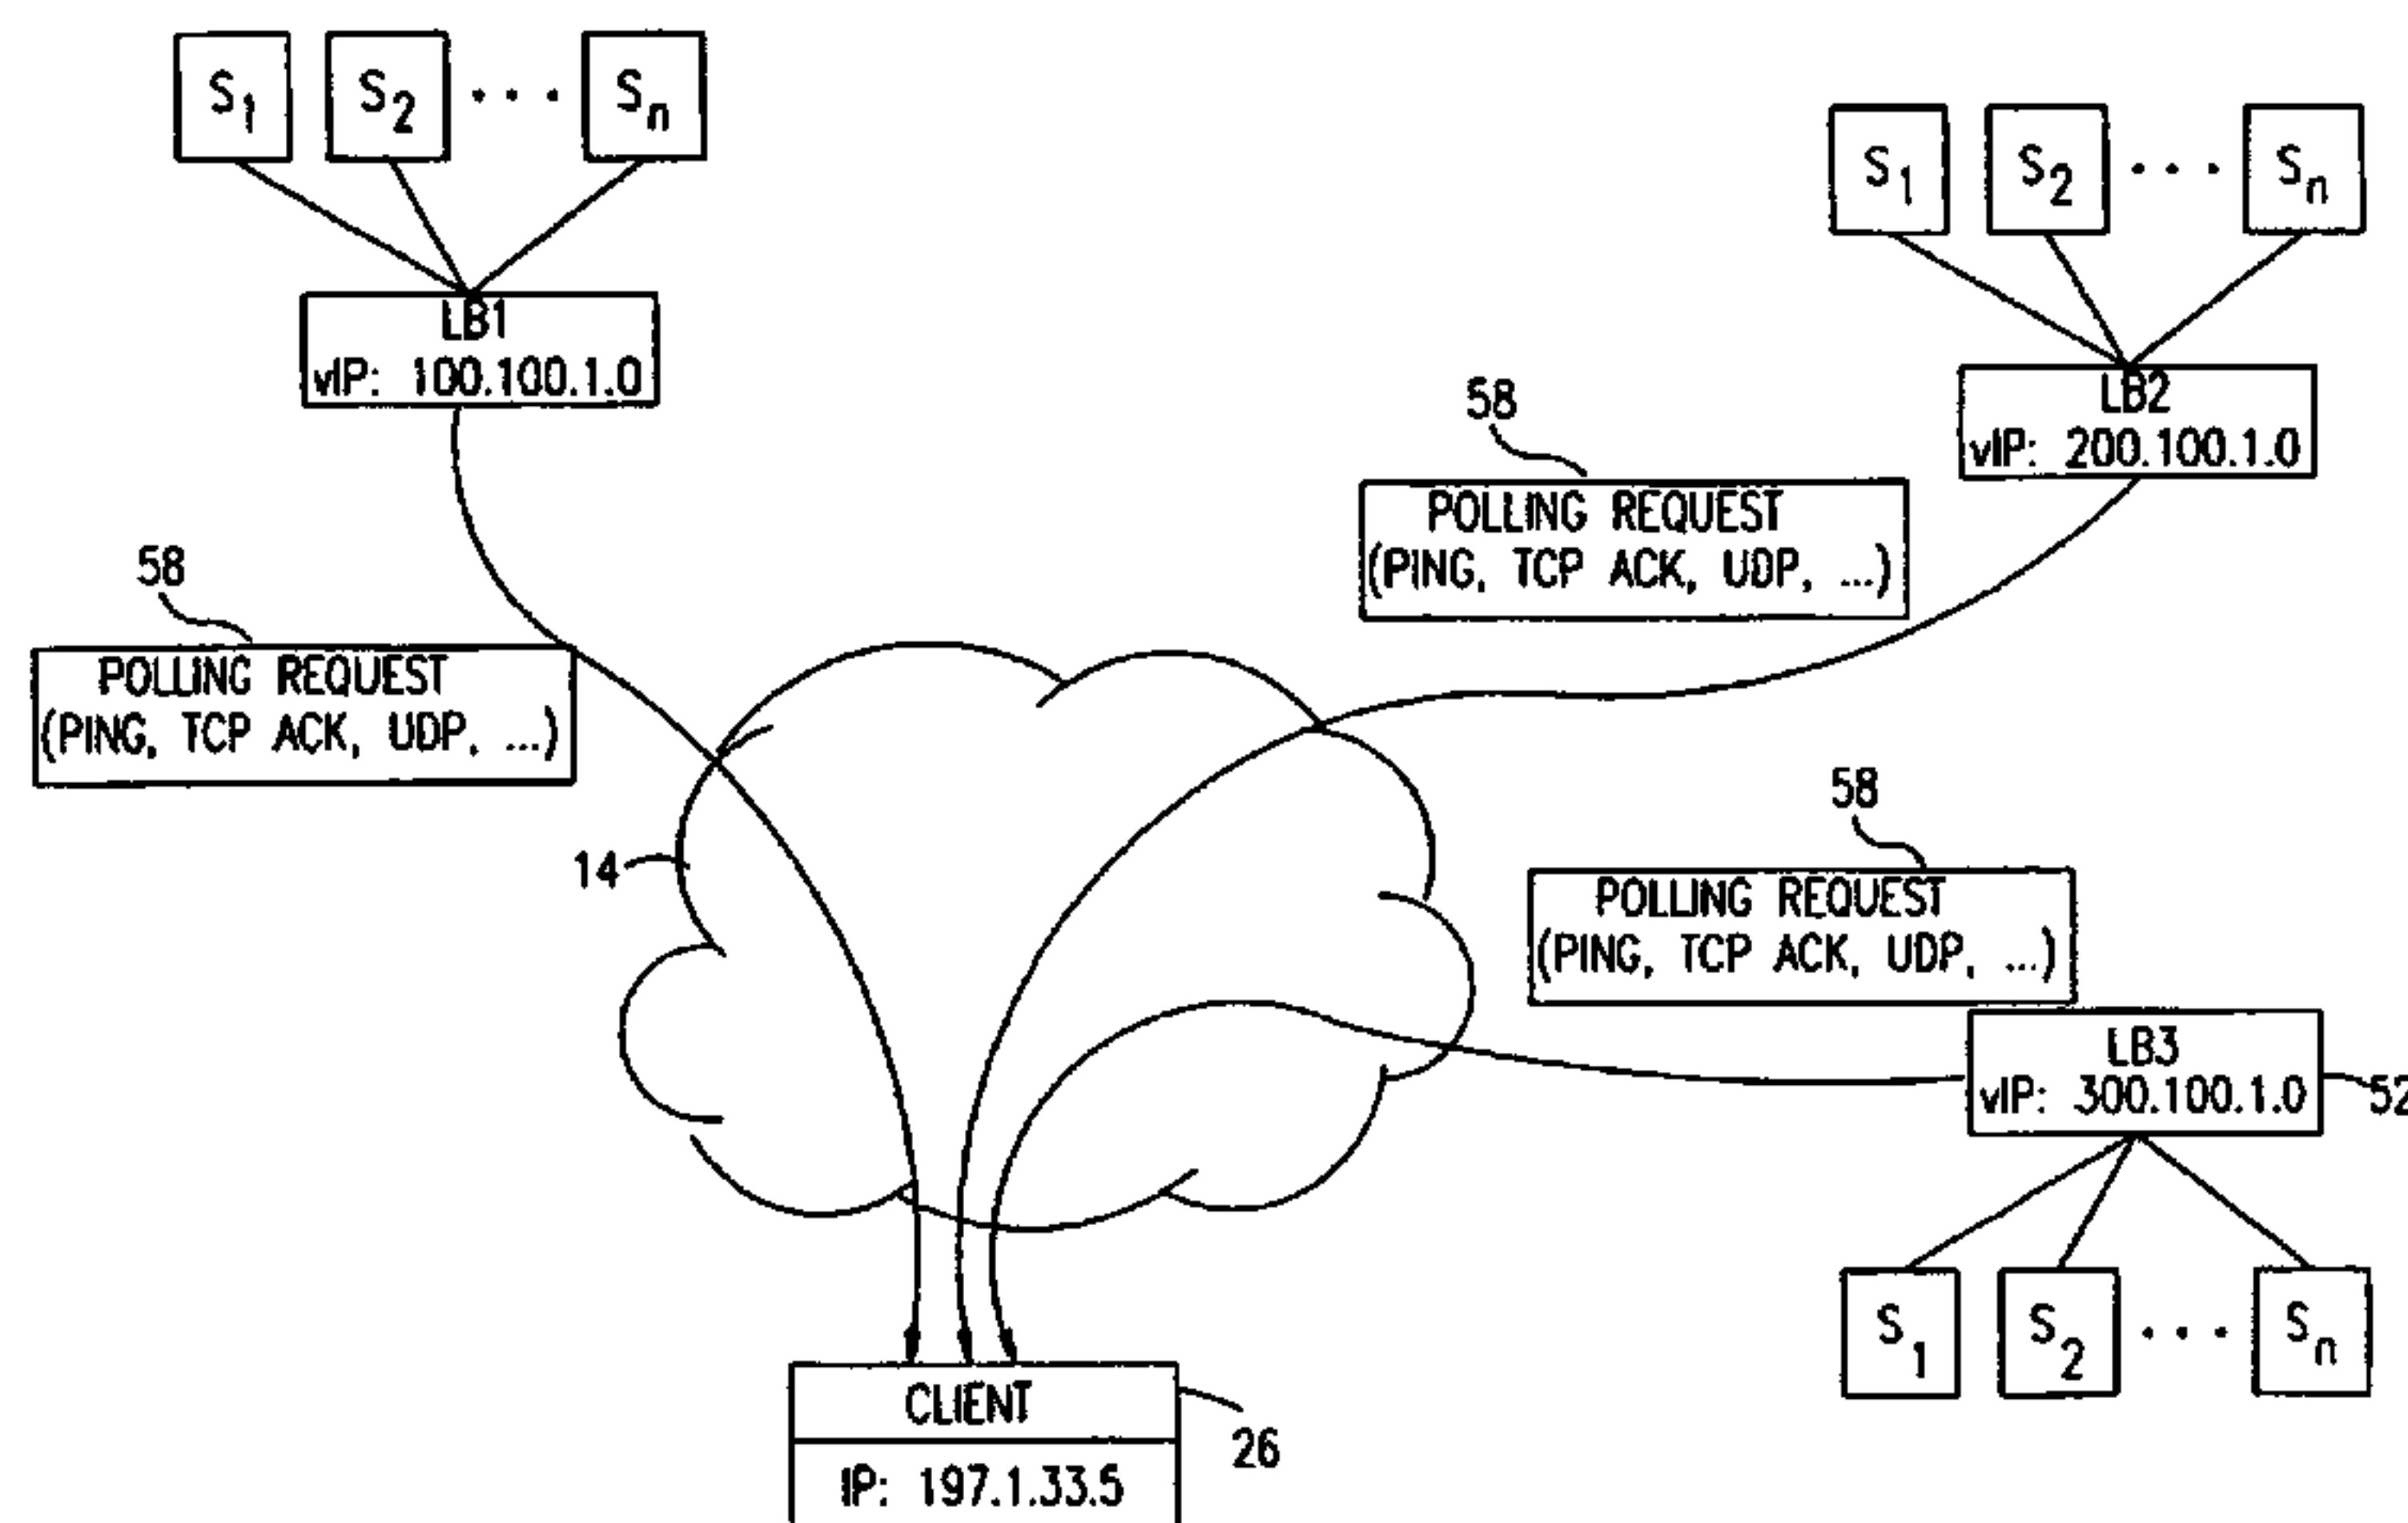 S1 S2 . . . Sn
LB1
vIP: 100.100.1.0
S1 S2 . . . Sn
LB2
vIP: 200.100.1.0
58
POLLING REQUEST
(PING, TCP ACK, UDP, ...)
58
POLLING REQUEST
(PING, TCP ACK, UDP, ...)
14
58
POLLING REQUEST
(PING, TCP ACK, UDP, ...)
LB3
vIP: 300.100.1.0
52
S1 S2 . . . Sn
CLIENT
26
IP: 197.1.33.5